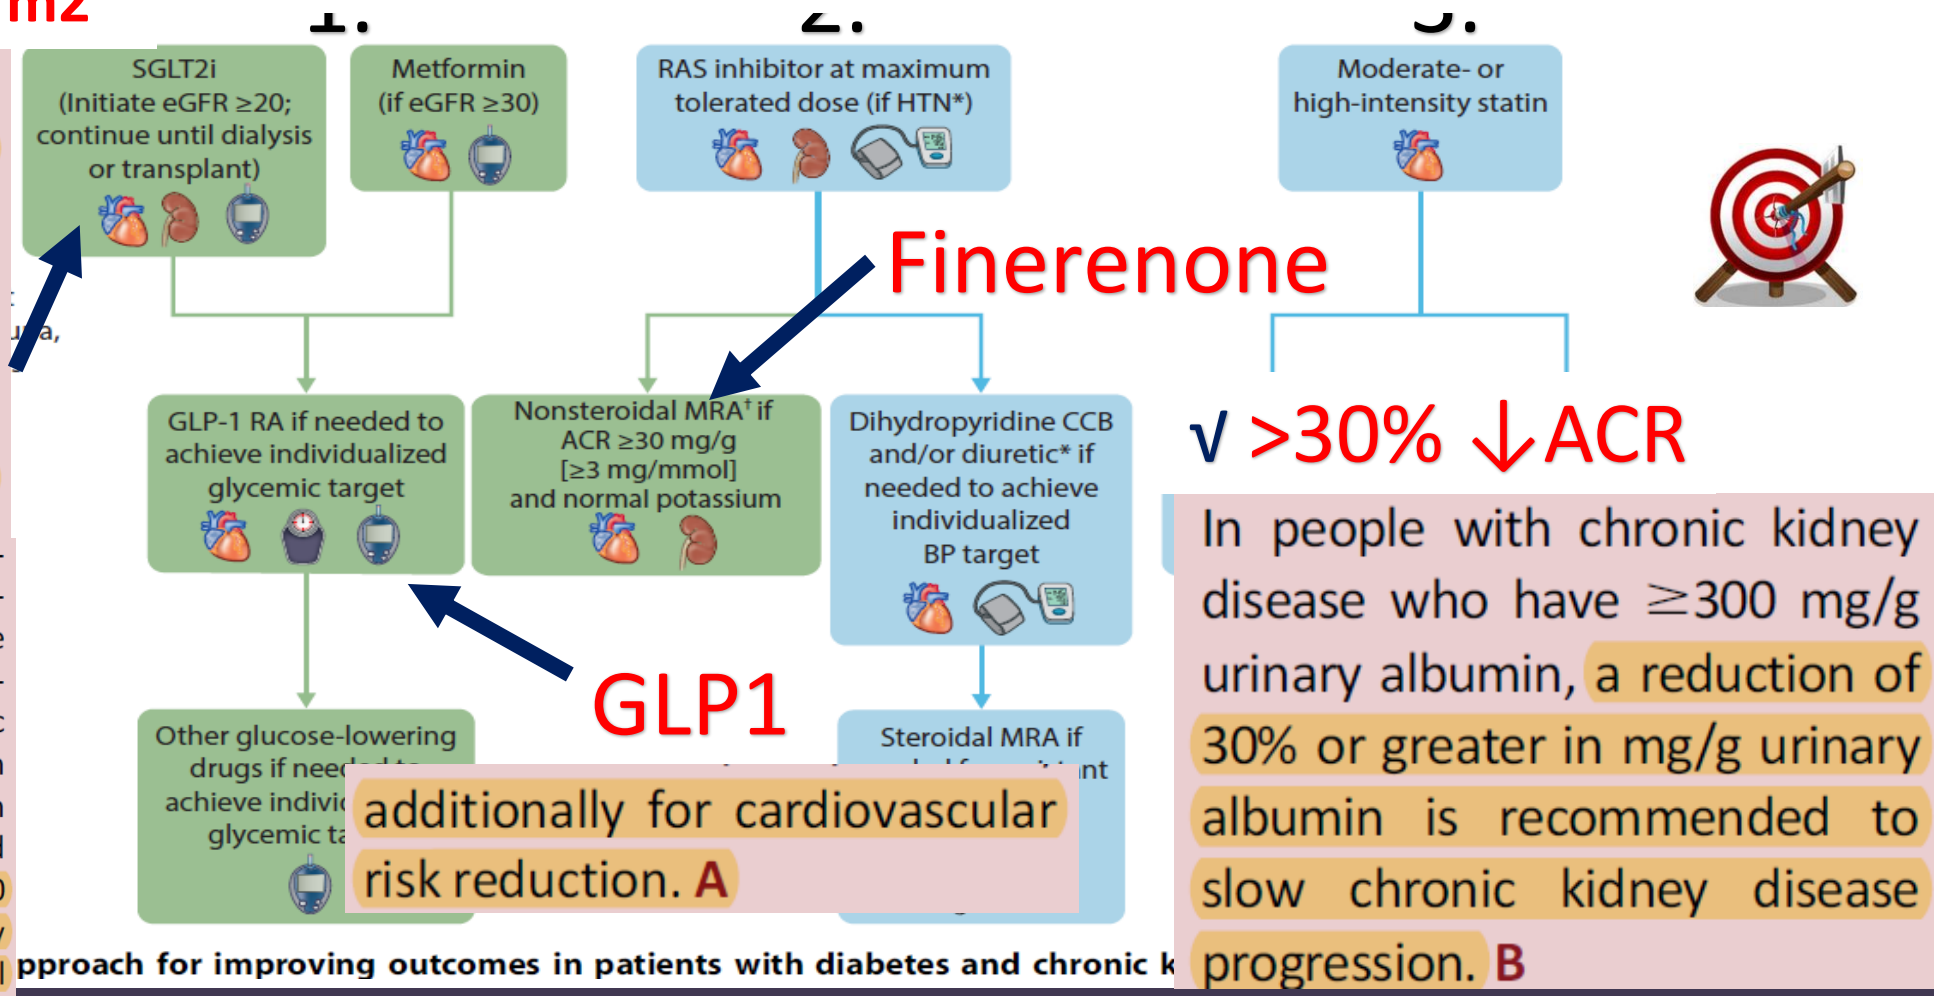 m2
1.
2.
3.
SGLT2i
(Initiate eGFR ≥20;
continue until dialysis
or transplant)
Metformin
(if eGFR ≥30)
RAS inhibitor at maximum
tolerated dose (if HTN*)
Moderate- or
high-intensity statin
Finerenone
GLP-1 RA if needed to
achieve individualized
glycemic target
Nonsteroidal MRA† if
ACR ≥30 mg/g
[≥3 mg/mmol]
and normal potassium
Dihydropyridine CCB
and/or diuretic* if
needed to achieve
individualized
BP target
√ >30% ↓ACR
GLP1
Other glucose-lowering
drugs if
achieve
glycemic
Steroidal MRA if
additionally for cardiovascular
risk reduction. A
In people with chronic kidney
disease who have ≥300 mg/g
urinary albumin, a reduction of
30% or greater in mg/g urinary
albumin is recommended to
slow chronic kidney disease
progression. B
pproach for improving outcomes in patients with diabetes and chronic k